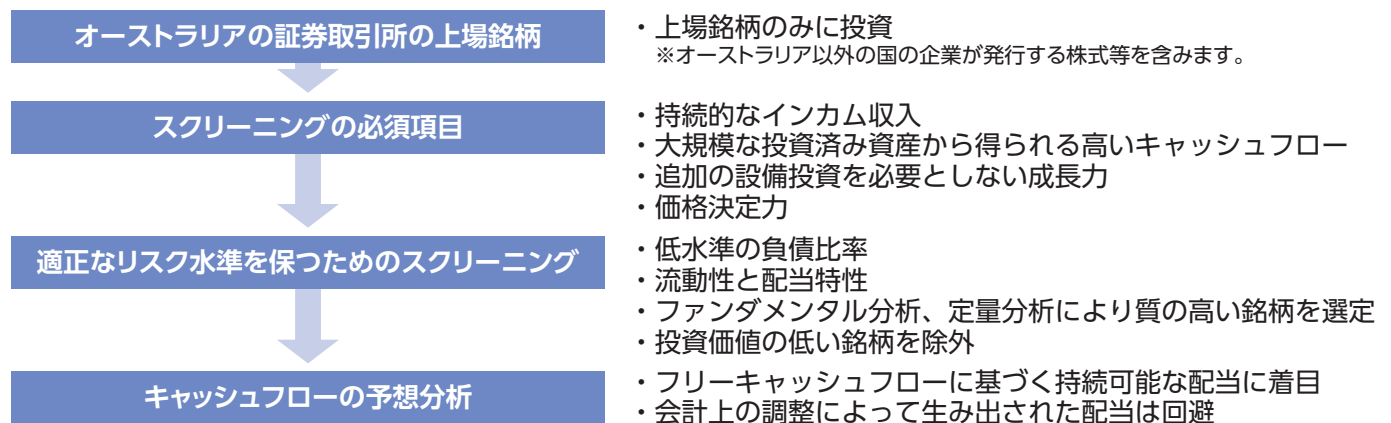 オーストラリアの証券取引所の上場銘柄
・上場銘柄のみに投資
※オーストラリア以外の国の企業が発行する株式等を含みます。
スクリーニングの必須項目
・持続的なインカム収入
・大規模な投資済み資産から得られる高いキャッシュフロー
・追加の設備投資を必要としない成長力
・価格決定力
適正なリスク水準を保つためのスクリーニング
・低水準の負債比率
・流動性と配当特性
・ファンダメンタル分析、定量分析により質の高い銘柄を選定
・投資価値の低い銘柄を除外
キャッシュフローの予想分析
・フリーキャッシュフローに基づく持続可能な配当に着目
・会計上の調整によって生み出された配当は回避